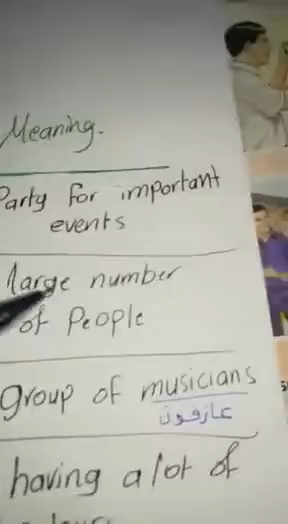 Meaning.
Party for important
events
large number
of People
group of musicians
عازفون
having a lot of